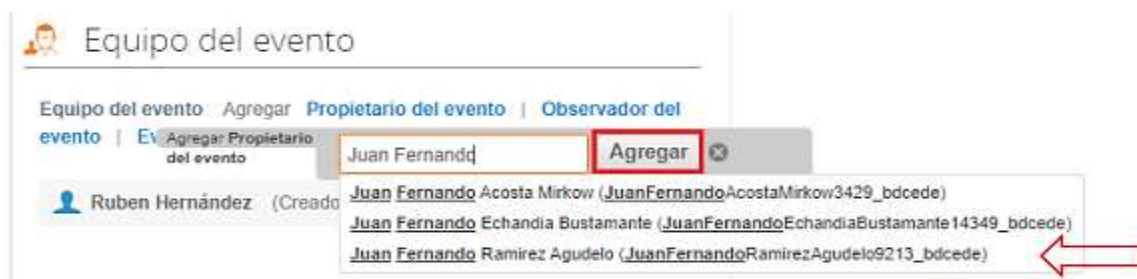 Equipo del evento
Equipo del evento Agregar Propietario del evento | Observador del
evento | Ev
Agregar Propietario
del evento
Juan Fernando
Agregar
Juan Fernando Acosta Mirkow (JuanFernandoAcostaMirkow3429_bdcede)
Ruben Hernández (Creado
Juan Fernando Echandia Bustamante (JuanFernandoEchandiaBustamante14349_bdcede)
Juan Fernando Ramirez Agudelo (JuanFernandoRamirezAgudelo9213_bdcede)